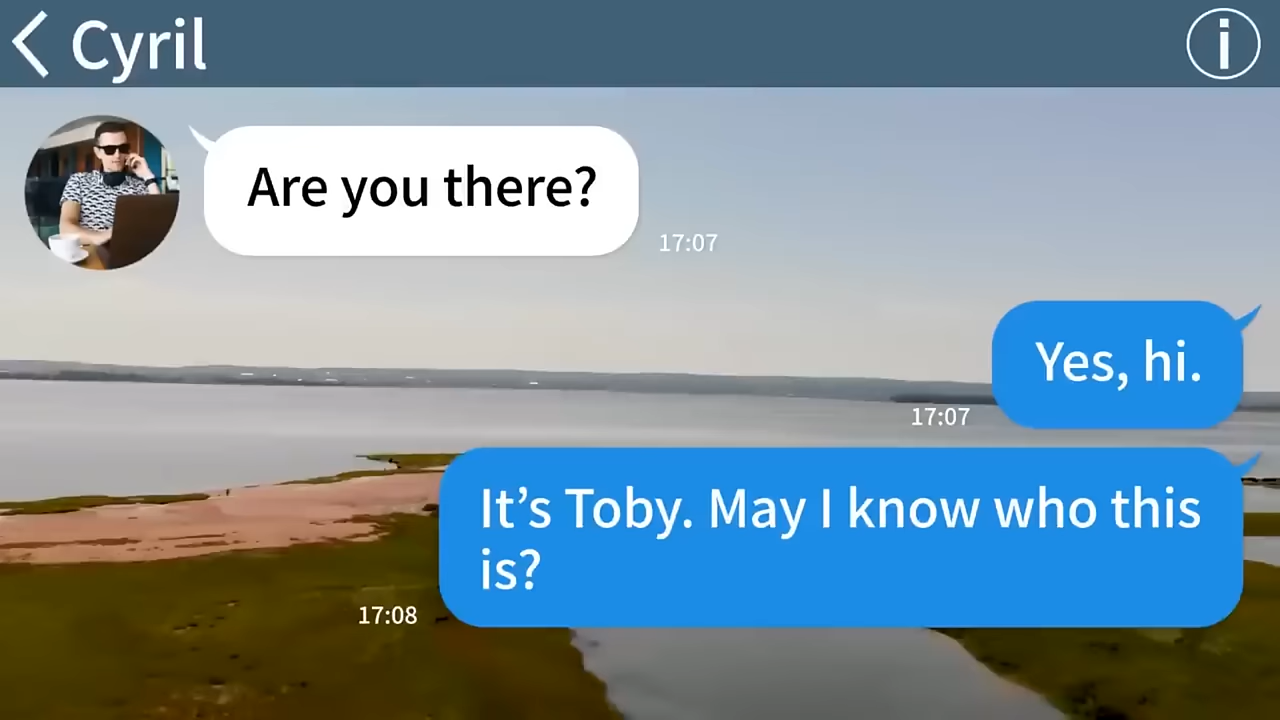 Cyril
Are you there?
17:07
Yes, hi.
17:07
It’s Toby. May I know who this
is?
17:08